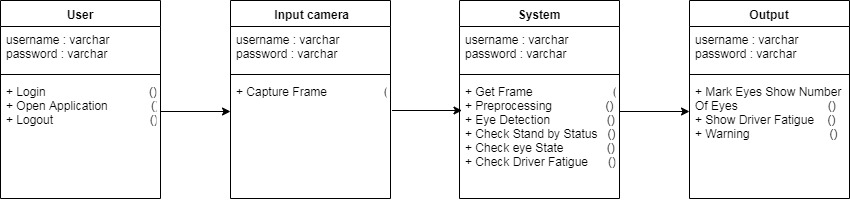 User
username : varchar
password : varchar
+ Login ()
+ Open Application (
+ Logout ()
Input camera
username : varchar
password : varchar
+ Capture Frame (
System
username : varchar
password : varchar
+ Get Frame (
+ Preprocessing ()
+ Eye Detection ()
+ Check Stand by Status ()
+ Check eye State ()
+ Check Driver Fatigue ()
Output
username : varchar
password : varchar
+ Mark Eyes Show Number
Of Eyes ()
+ Show Driver Fatigue ()
+ Warning ()